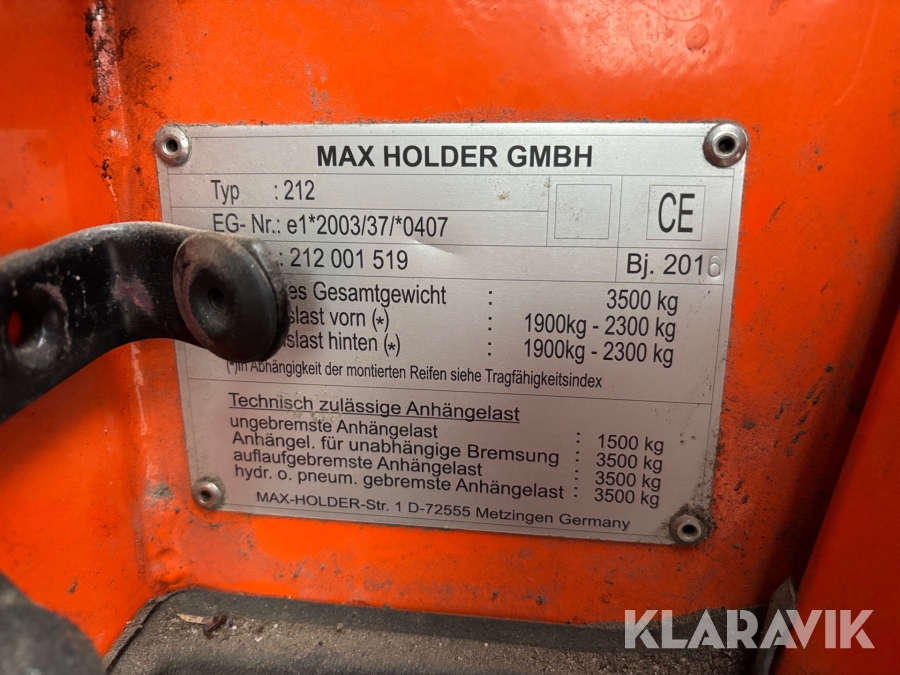 MAX HOLDER GMBH
Typ : 212
CE
EG- Nr.: e1*2003/37/*0407
: 212 001 519
Bj. 2016
es Gesamtgewicht : 3500 kg
slast vorn (*) : 1900kg - 2300 kg
slast hinten (*) : 1900kg - 2300 kg
(*)In Abhängigkeit der montierten Reifen siehe Tragfähigkeitsindex
Technisch zulässige Anhängelast
ungebremste Anhängelast : 1500 kg
Anhängel. für unabhängige Bremsung : 3500 kg
auflaufgebremste Anhängelast : 3500 kg
hydr. o. pneum. gebremste Anhängelast : 3500 kg
MAX-HOLDER-Str. 1 D-72555 Metzingen Germany
KLARAVIK